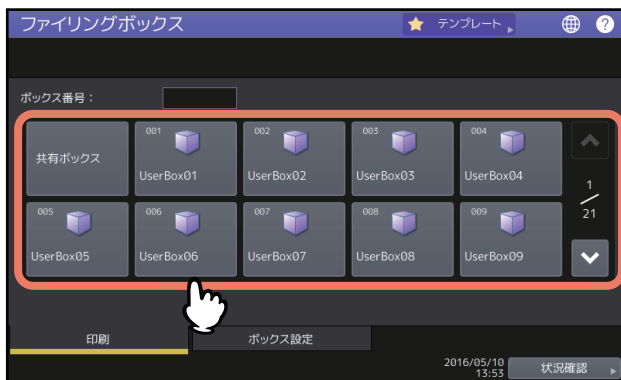 ファイリングボックス
テンプレート
?
ボックス番号：
共有ボックス
001
UserBox01
002
UserBox02
003
UserBox03
004
UserBox04
1
21
005
UserBox05
006
UserBox06
007
UserBox07
008
UserBox08
009
UserBox09
印刷
ボックス設定
2016/05/10
13:53
状況確認